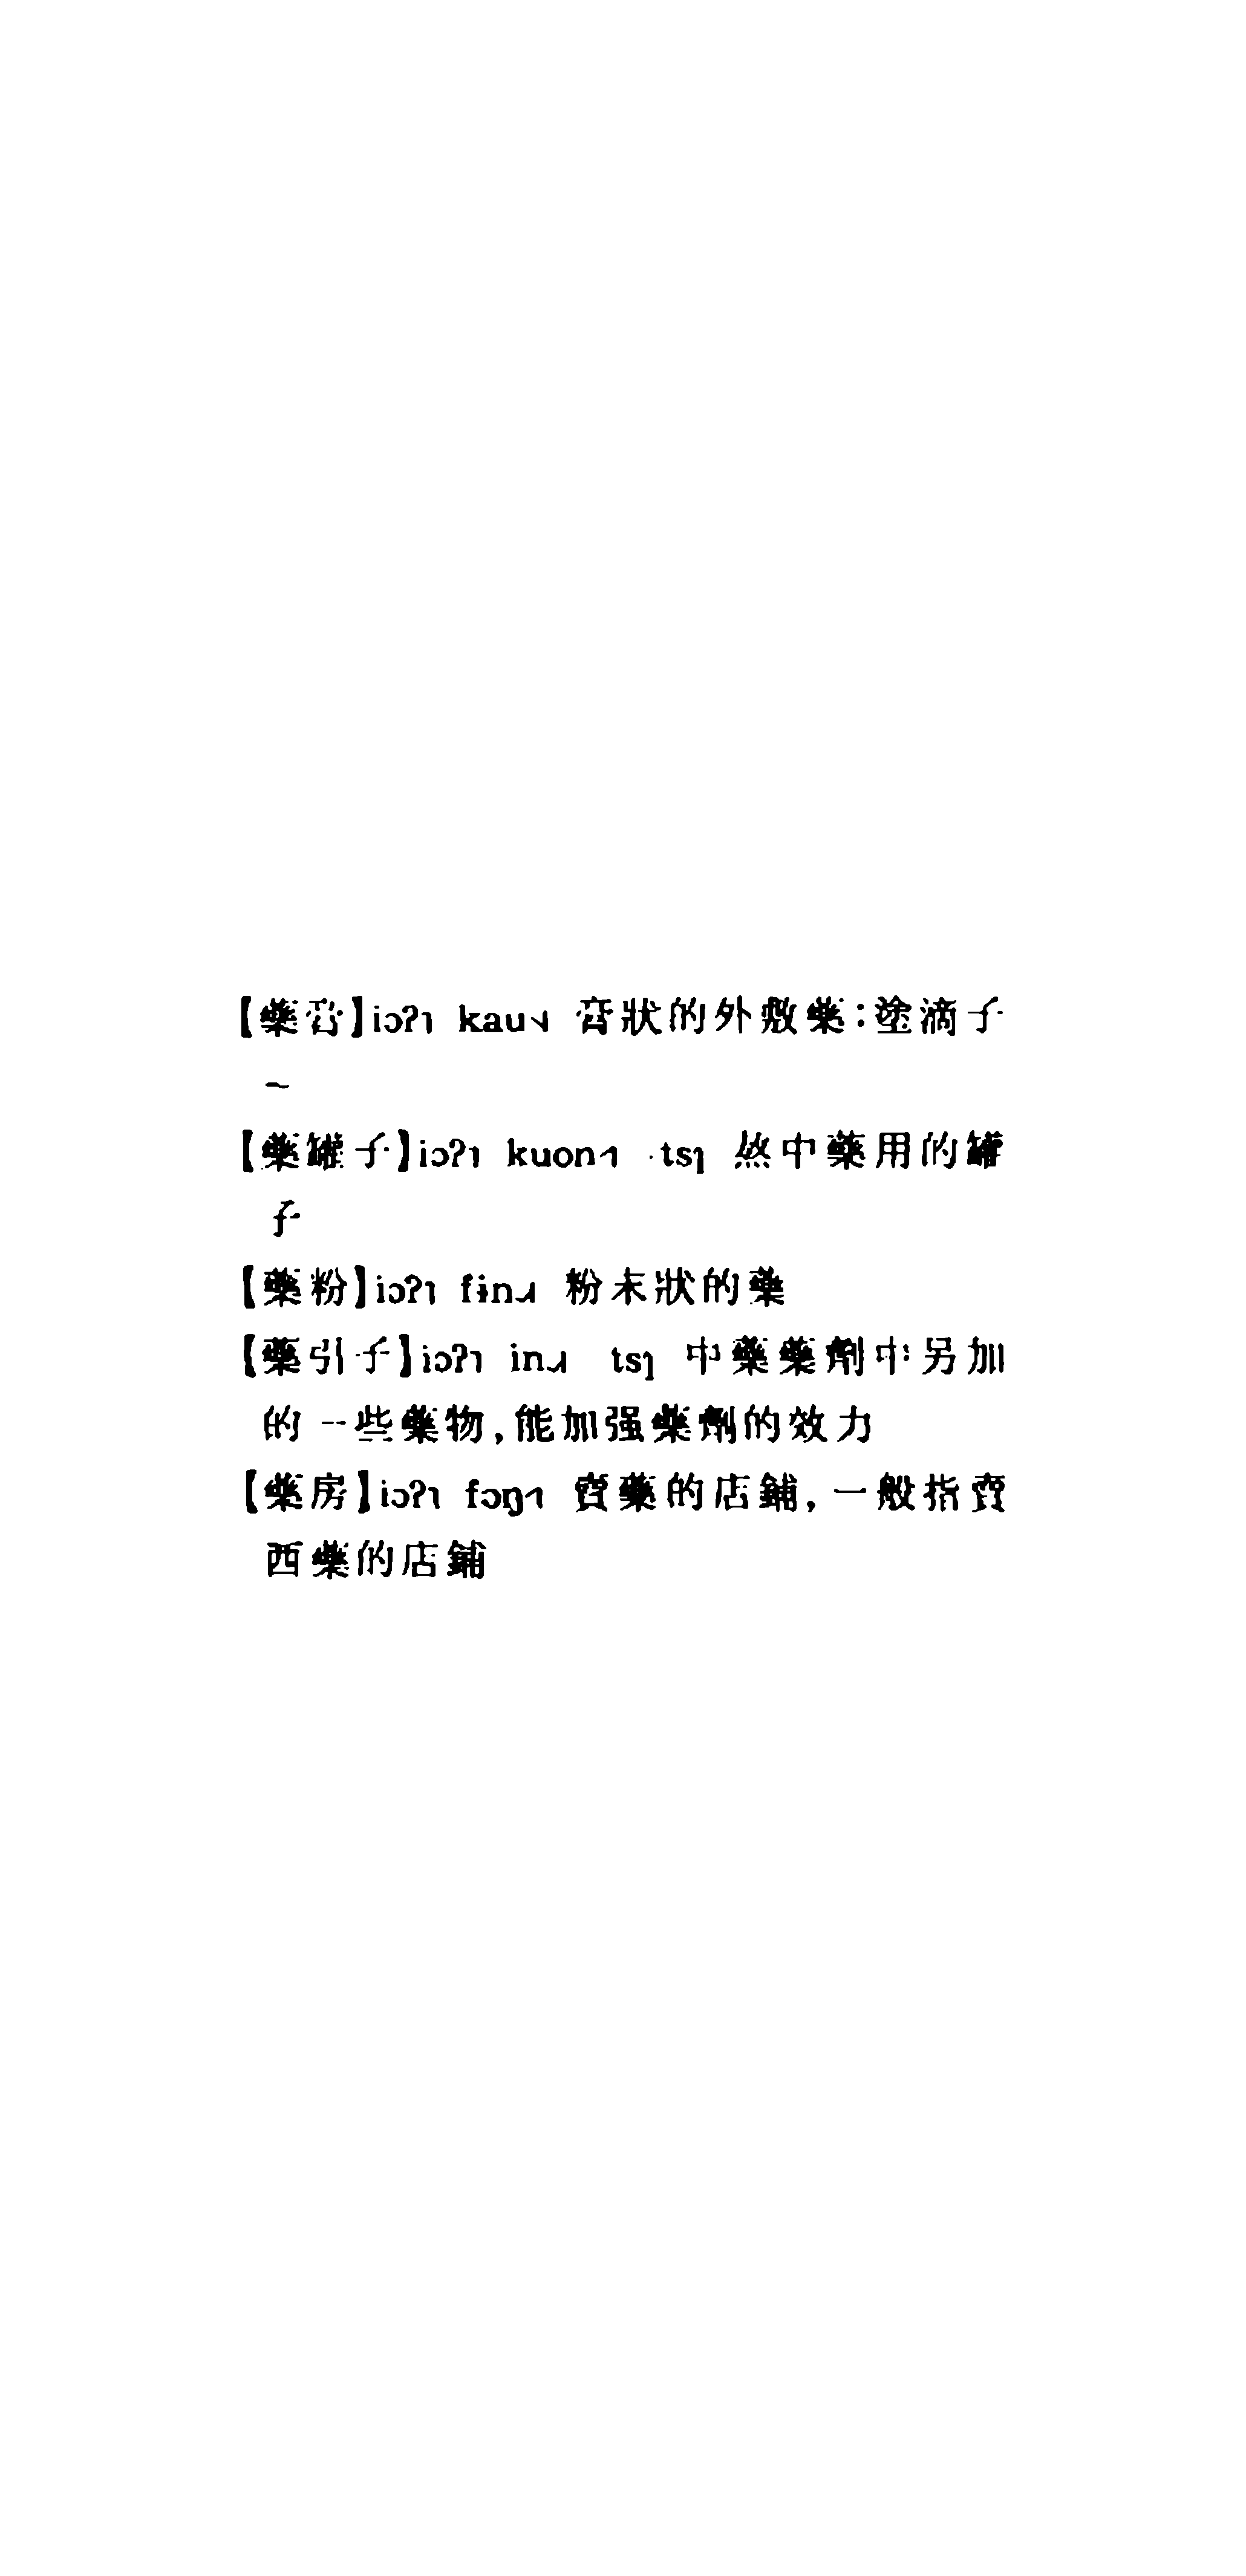 【藥膏】iɔʔ˥ kau˧˩ 膏狀的外敷藥：塗滴子
～
【藥罐子】iɔʔ˥ kuon˧˥ ·tsɿ 熬中藥用的罐
子
【藥粉】iɔʔ˥ fɨn˨˩˧ 粉末狀的藥
【藥引子】iɔʔ˥ in˨˩˧ tsɿ 中藥藥劑中另加
的一些藥物，能加强藥劑的效力
【藥房】iɔʔ˥ fɔŋ˧˥ 賣藥的店鋪，一般指賣
西藥的店鋪